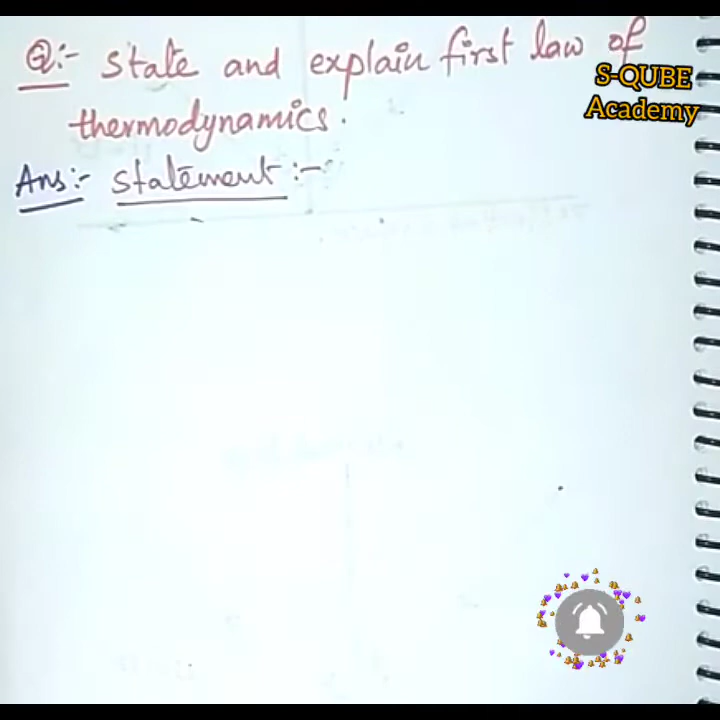 Q:- State and explain first law of
thermodynamics.
Ans:- Statement :-
S-QUBE
Academy